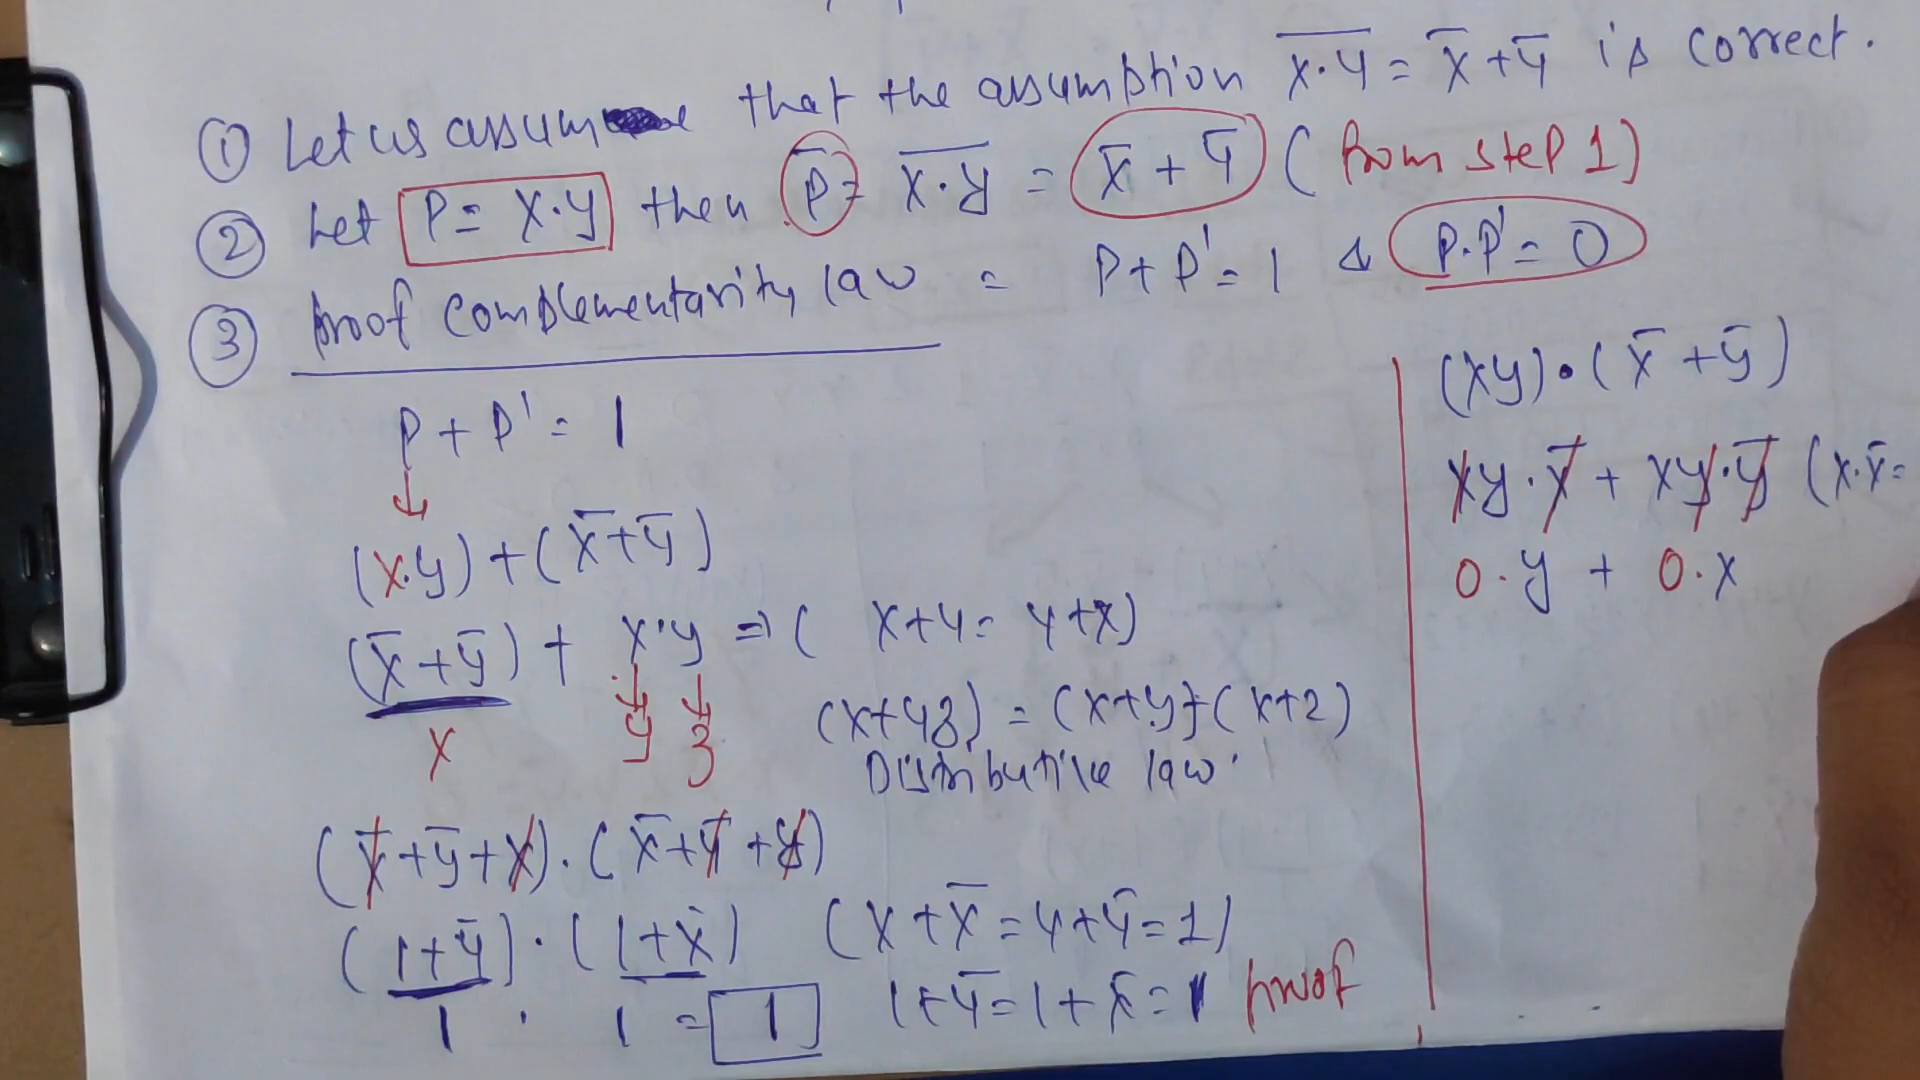 ① Let us assume that the assumption \overline{x·y} = x̄ + ȳ is correct.
② Let P = x·y then P̄ = \overline{x·y} = x̄ + ȳ (from step 1)
③ proof complementarity law = P + P' = 1 & P·P' = 0
P + P' = 1
↓
(x·y) + (x̄ + ȳ)
(x̄ + ȳ) + x·y ⇒ ( x+y = y+x)
x y z
(x+yz) = (x+y)·(x+z)
Distributive law.
(x̄ + ȳ + x)·(x̄ + ȳ + y)
(1+ȳ)·(1+x̄) (x + x̄ = y + ȳ = 1)
1 · 1 = 1 1+ȳ = 1+x̄ = 1 proof
(xy)·(x̄ + ȳ)
xy·x̄ + xy·ȳ (x·x̄ =
0·y + 0·x